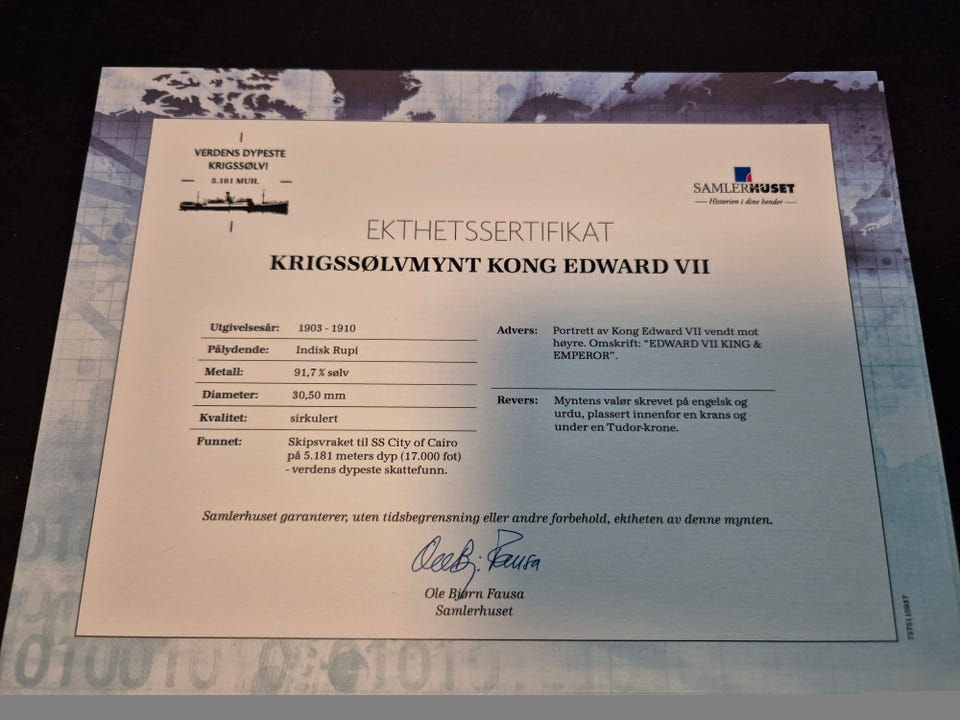 VERDENS DYPESTE
KRIGSSØLV!
5.181 MUH.
SAMLERHUSET
Historien i dine hender
EKTHETSSERTIFIKAT
KRIGSSØLVMYNT KONG EDWARD VII
Utgivelsesår: 1903 - 1910
Pålydende: Indisk Rupi
Metall: 91,7 % sølv
Diameter: 30,50 mm
Kvalitet: sirkulert
Funnet: Skipsvraket til SS City of Cairo
på 5.181 meters dyp (17.000 fot)
- verdens dypeste skattefunn.
Advers: Portrett av Kong Edward VII vendt mot
høyre. Omskrift: “EDWARD VII KING &
EMPEROR”.
Revers: Myntens valør skrevet på engelsk og
urdu, plassert innenfor en krans og
under en Tudor-krone.
Samlerhuset garanterer, uten tidsbegrensning eller andre forbehold, ektheten av denne mynten.
Ole Bj. Fausa
Ole Bjørn Fausa
Samlerhuset